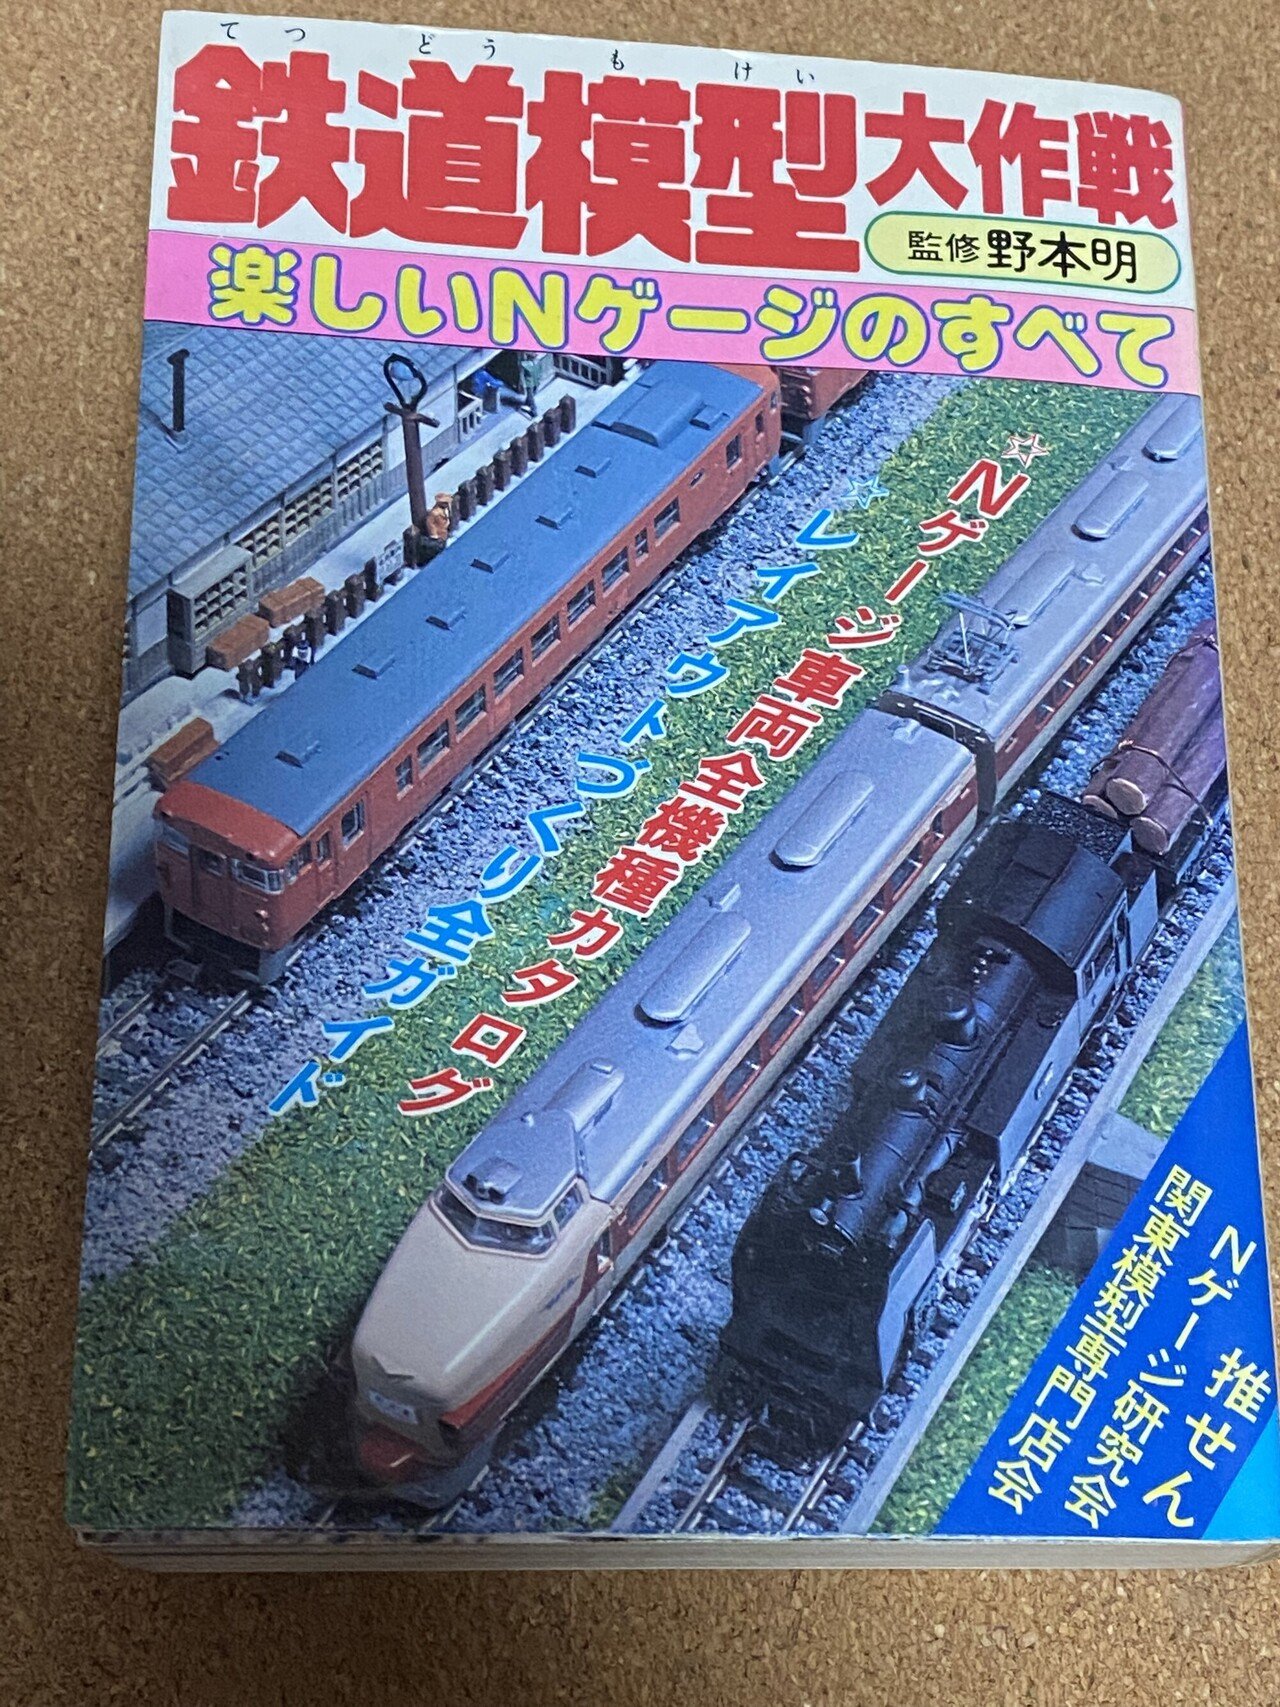 てつどうもけい
鉄道模型大作戦
監修 野本明
楽しいNゲージのすべて
☆Nゲージ車両全機種カタログ
☆レイアウトづくり全ガイド
推せん
Nゲージ研究会
関東模型専門店会